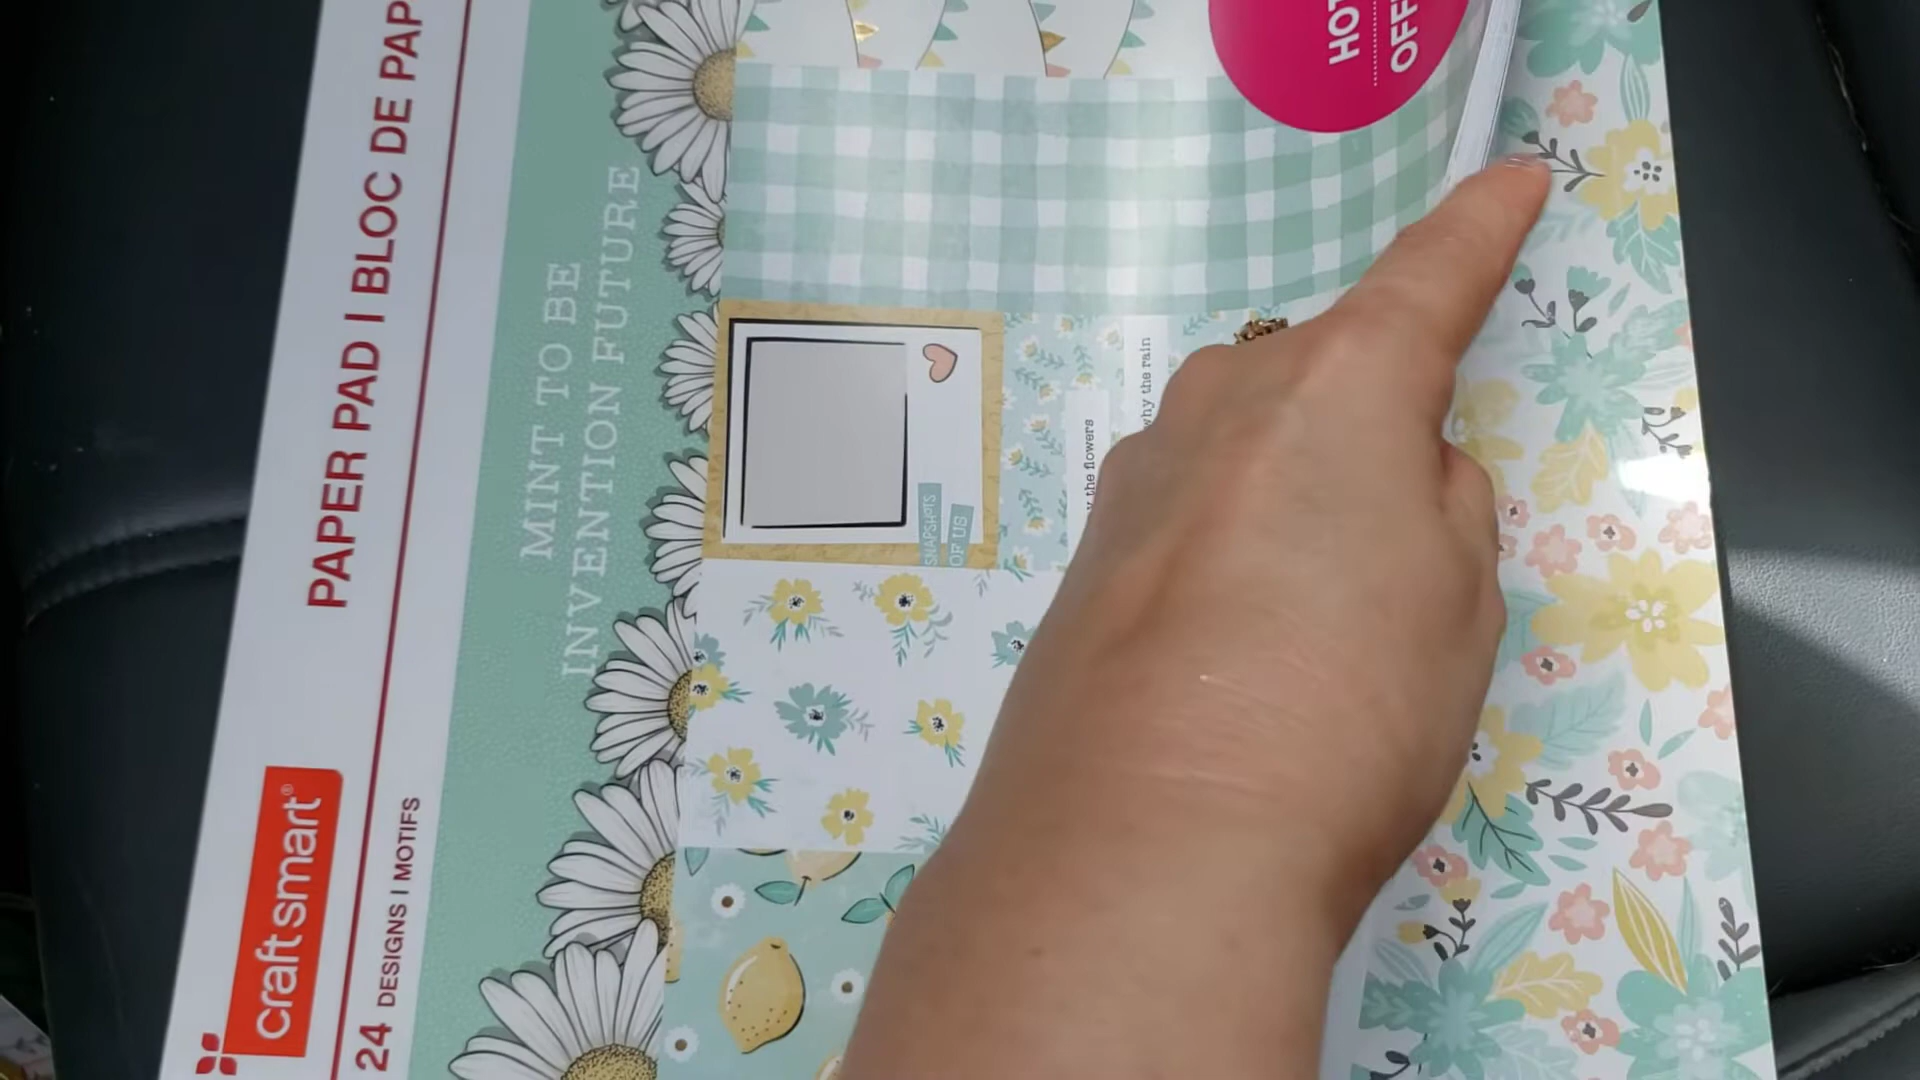 craftsmart®
PAPER PAD | BLOC DE PAP
24 DESIGNS | MOTIFS
MINT TO BE
INVENTION FUTURE
HOT
OFF
SNAPSHOTS
OF US
the flowers
why the rain